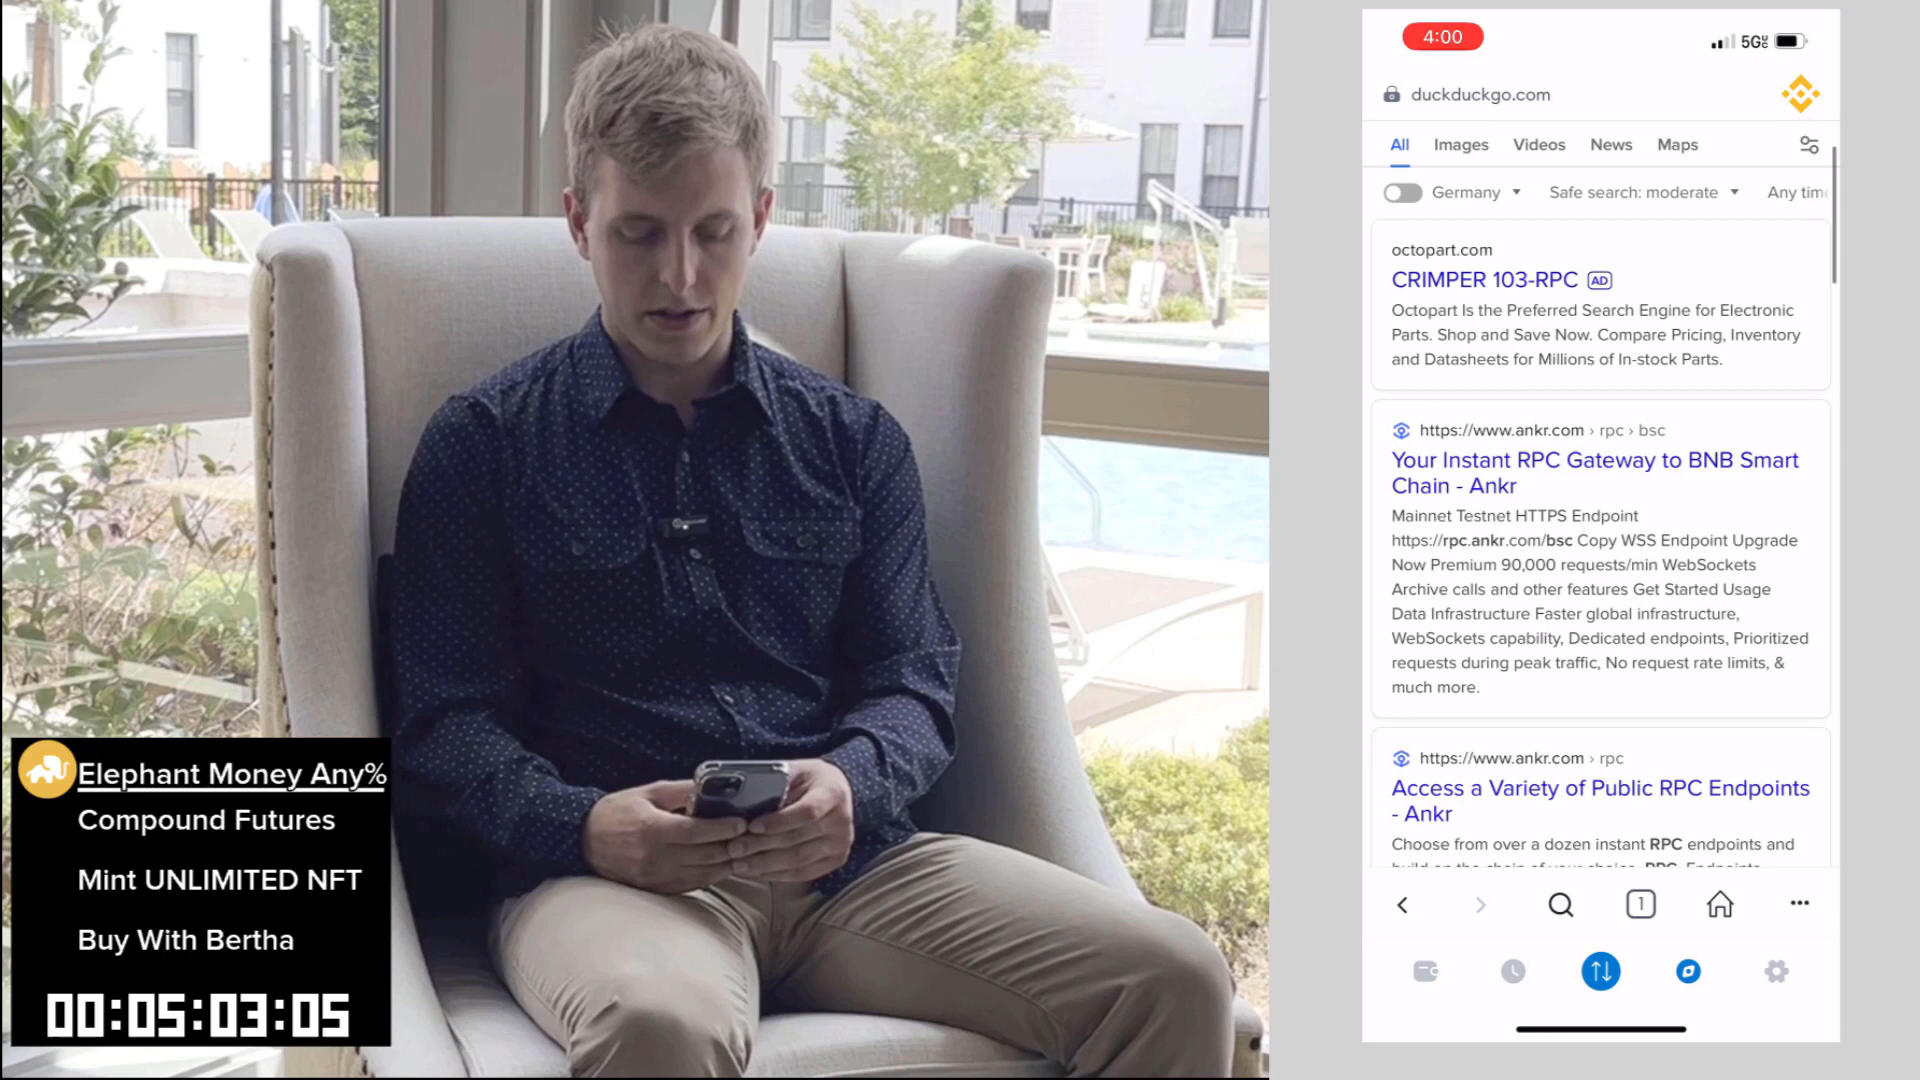 Elephant Money Any%
Compound Futures
Mint UNLIMITED NFT
Buy With Bertha
00:05:03:05
4:00
5G
duckduckgo.com
All Images Videos News Maps
Germany Safe search: moderate Any tim
octopart.com
CRIMPER 103-RPC AD
Octopart Is the Preferred Search Engine for Electronic
Parts. Shop and Save Now. Compare Pricing, Inventory
and Datasheets for Millions of In-stock Parts.
https://www.ankr.com › rpc › bsc
Your Instant RPC Gateway to BNB Smart
Chain - Ankr
Mainnet Testnet HTTPS Endpoint
https://rpc.ankr.com/bsc Copy WSS Endpoint Upgrade
Now Premium 90,000 requests/min WebSockets
Archive calls and other features Get Started Usage
Data Infrastructure Faster global infrastructure,
WebSockets capability, Dedicated endpoints, Prioritized
requests during peak traffic, No request rate limits, &
much more.
https://www.ankr.com › rpc
Access a Variety of Public RPC Endpoints
- Ankr
Choose from over a dozen instant RPC endpoints and
1